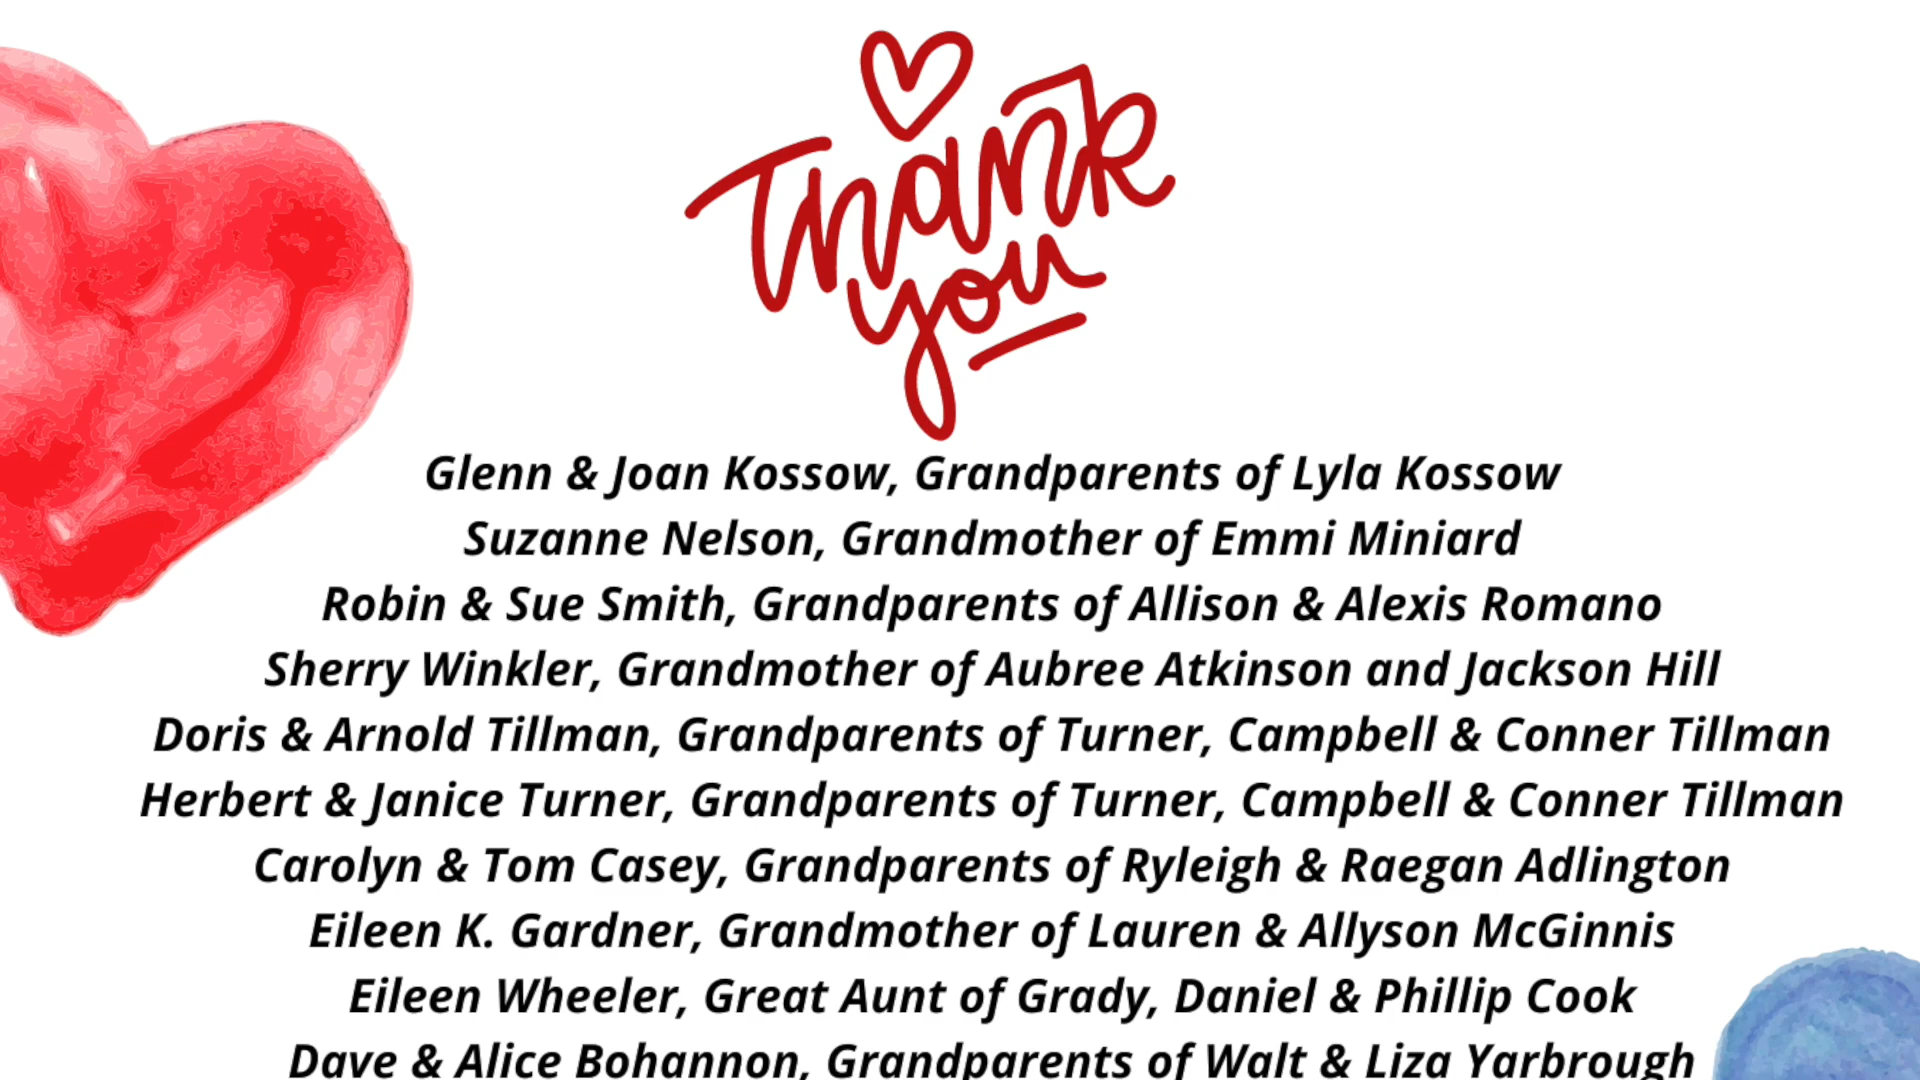 Thank
you
Glenn & Joan Kossow, Grandparents of Lyla Kossow
Suzanne Nelson, Grandmother of Emmi Miniard
Robin & Sue Smith, Grandparents of Allison & Alexis Romano
Sherry Winkler, Grandmother of Aubree Atkinson and Jackson Hill
Doris & Arnold Tillman, Grandparents of Turner, Campbell & Conner Tillman
Herbert & Janice Turner, Grandparents of Turner, Campbell & Conner Tillman
Carolyn & Tom Casey, Grandparents of Ryleigh & Raegan Adlington
Eileen K. Gardner, Grandmother of Lauren & Allyson McGinnis
Eileen Wheeler, Great Aunt of Grady, Daniel & Phillip Cook
Dave & Alice Bohannon, Grandparents of Walt & Liza Yarbrough